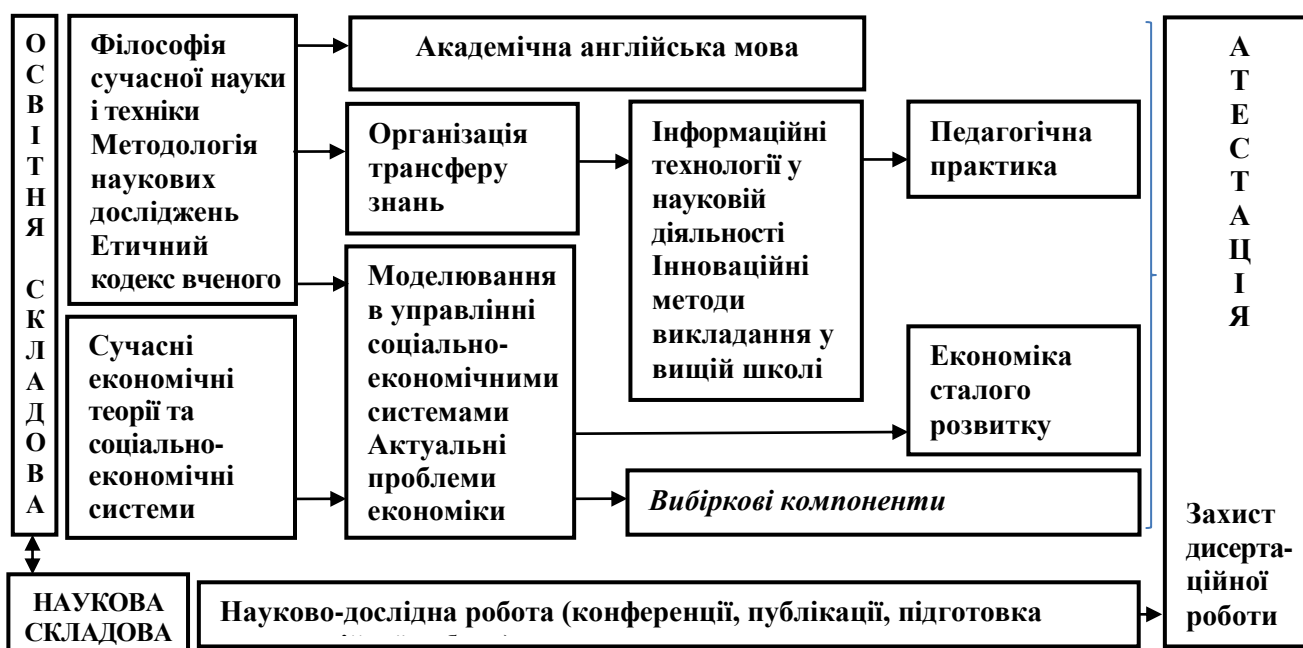 ОСВІТНЯ СКЛАДОВА
Філософія
сучасної науки
і техніки
Методологія
наукових
досліджень
Етичний
кодекс вченого
Сучасні
економічні
теорії та
соціально-
економічні
системи
Академічна англійська мова
Організація
трансферу
знань
Моделювання
в управлінні
соціально-
економічними
системами
Актуальні
проблеми
економіки
Інформаційні
технології у
науковій
діяльності
Інноваційні
методи
викладання у
вищій школі
Педагогічна
практика
Економіка
сталого
розвитку
Вибіркові компоненти
АТЕСТАЦІЯ
Захист
дисерта-
ційної
роботи
НАУКОВА
СКЛАДОВА
Науково-дослідна робота (конференції, публікації, підготовка